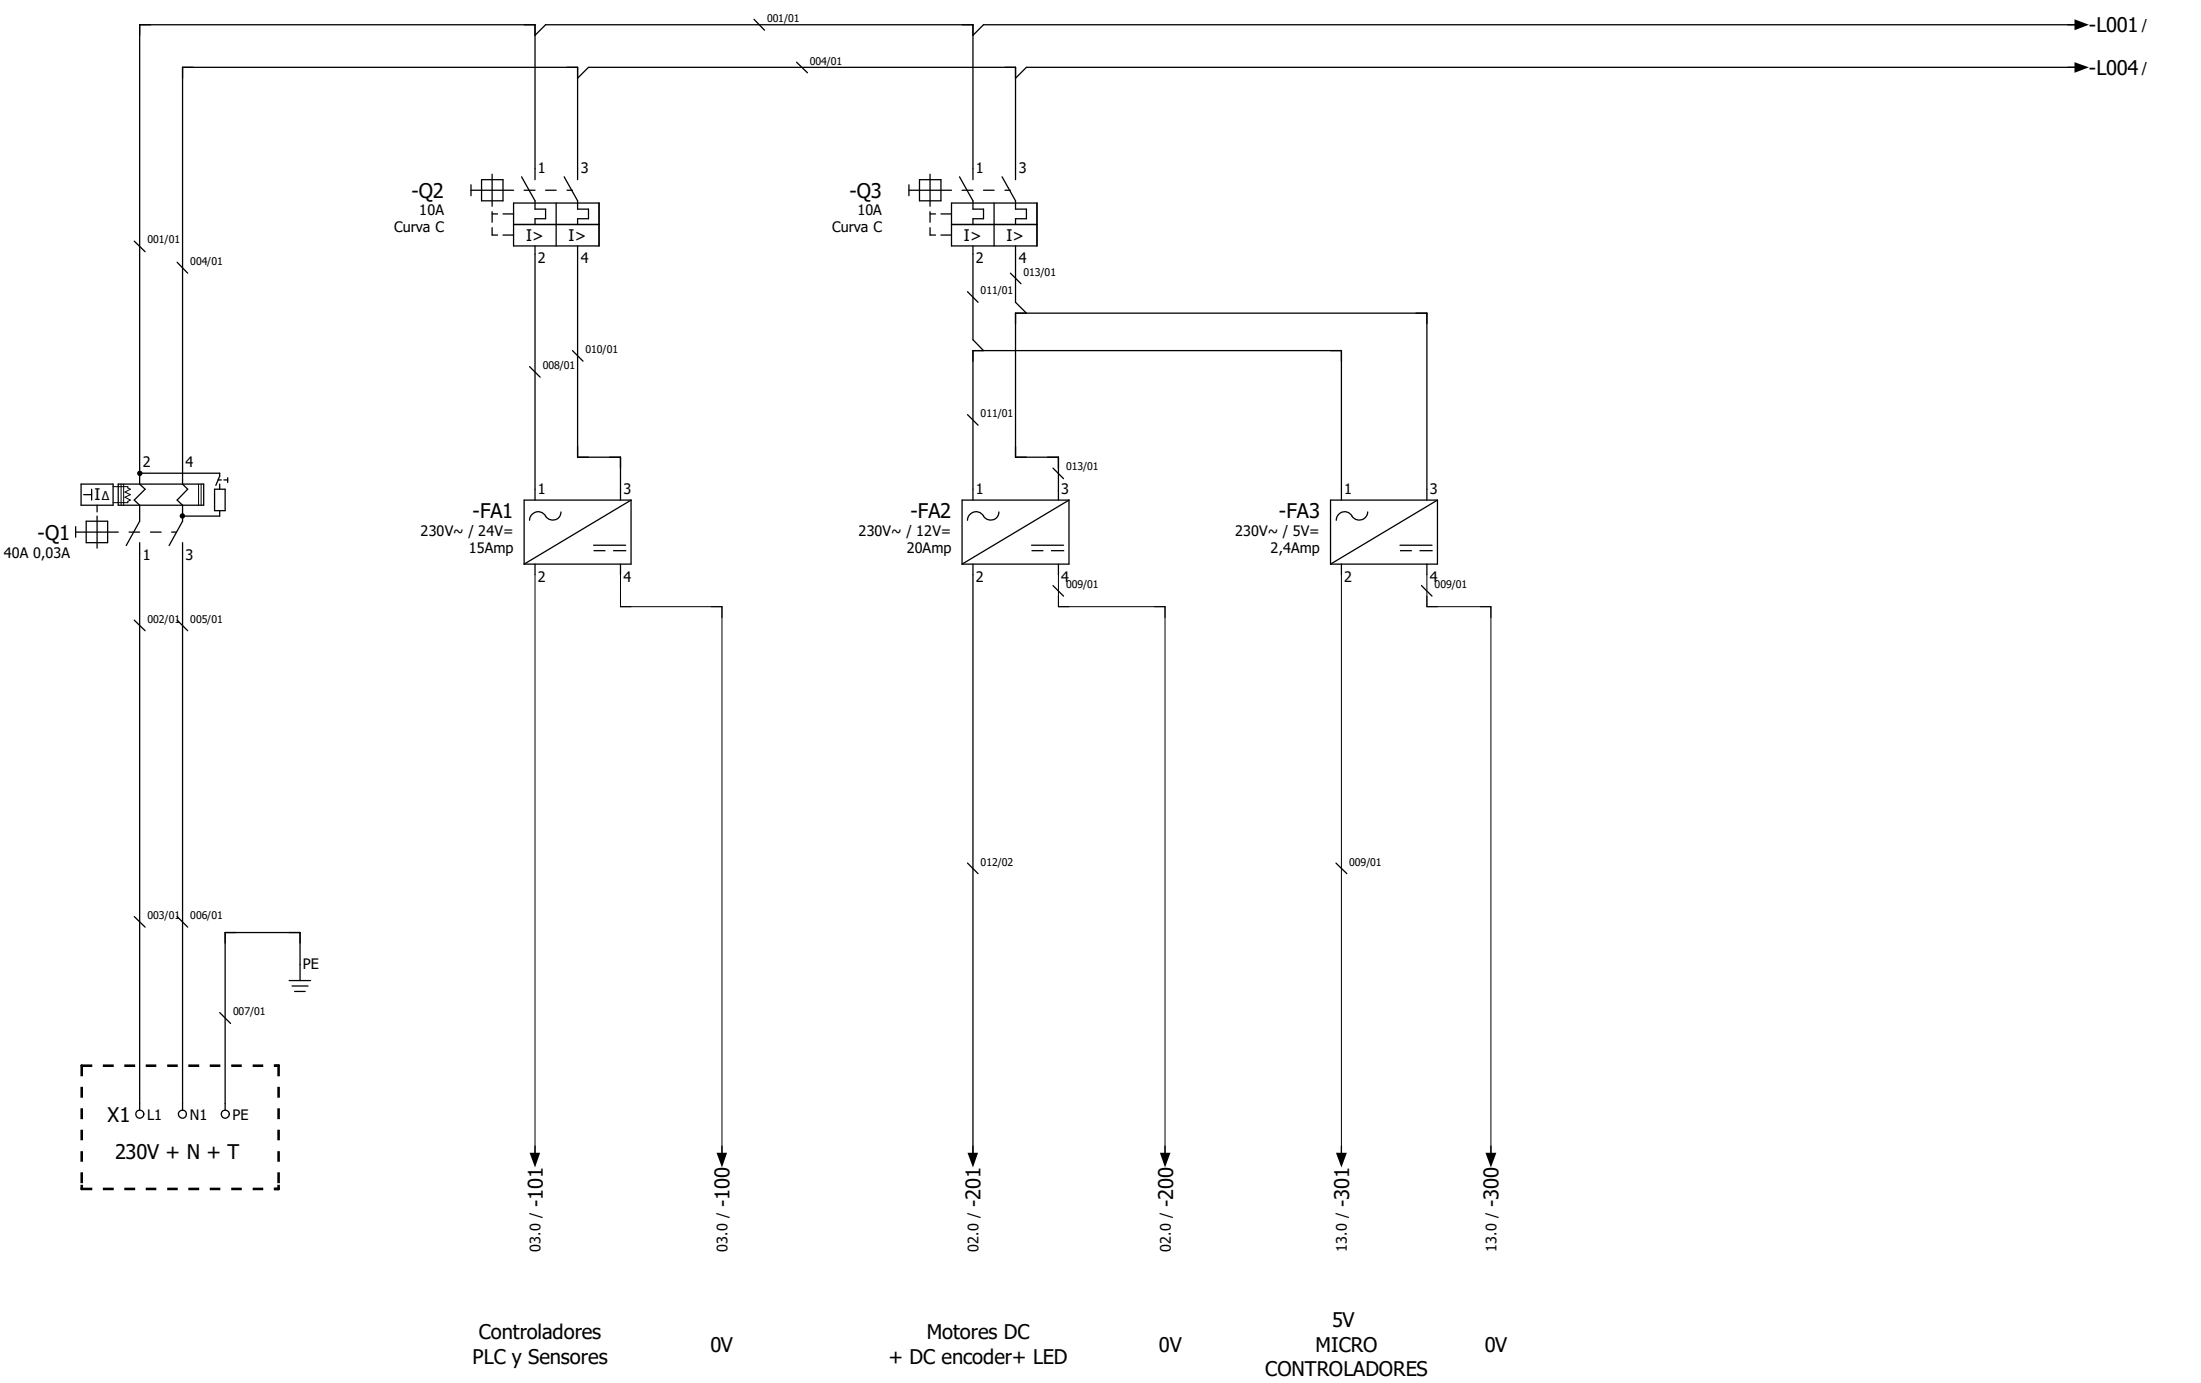 001/01
-L001 /
004/01
-L004 /
1 3
1 3
-Q2
10A
Curva C
-Q3
10A
Curva C
I> I>
I> I>
001/01
004/01
2 4
2 4
013/01
011/01
010/01
008/01
011/01
2 4
013/01
⊣IΔ
-Q1
40A 0,03A
1 3
1 3
-FA1
230V~ / 24V=
15Amp
1 3
-FA2
230V~ / 12V=
20Amp
1 3
-FA3
230V~ / 5V=
2,4Amp
2 4
2 4
009/01
2 4
009/01
002/01 005/01
012/02
009/01
003/01 006/01
PE
007/01
X1 L1 N1 PE
230V + N + T
03.0 / -101
03.0 / -100
02.0 / -201
02.0 / -200
13.0 / -301
13.0 / -300
Controladores
PLC y Sensores
0V
Motores DC
+ DC encoder+ LED
0V
5V
MICRO
CONTROLADORES
0V